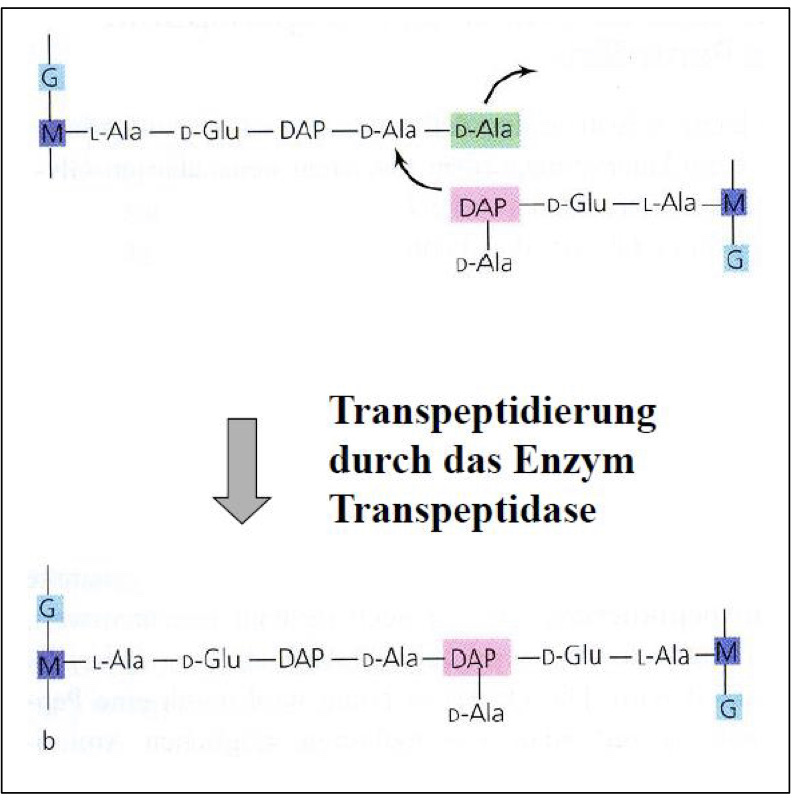 G
M L-Ala D-Glu DAP D-Ala D-Ala
DAP D-Glu L-Ala M
D-Ala G
Transpeptidierung
durch das Enzym
Transpeptidase
G
M L-Ala D-Glu DAP D-Ala DAP D-Glu L-Ala M
D-Ala G
b